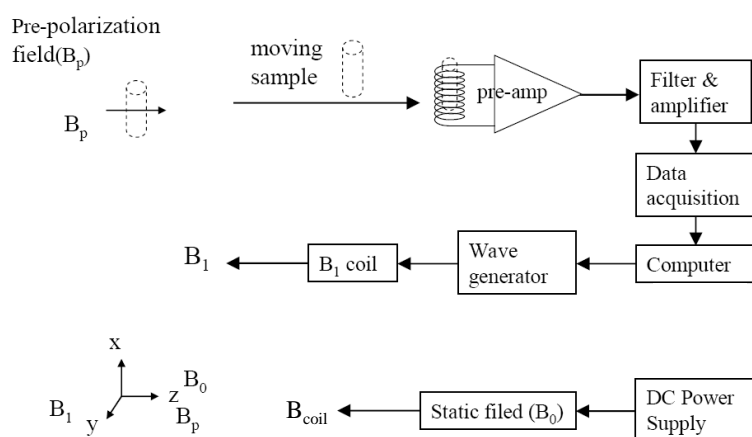 Pre-polarization
field(Bp)
moving
sample
Bp
pre-amp
Filter &
amplifier
Data
acquisition
B1
B1 coil
Wave
generator
Computer
x
B0
z
B1
y
Bp
Bcoil
Static filed (B0)
DC Power
Supply